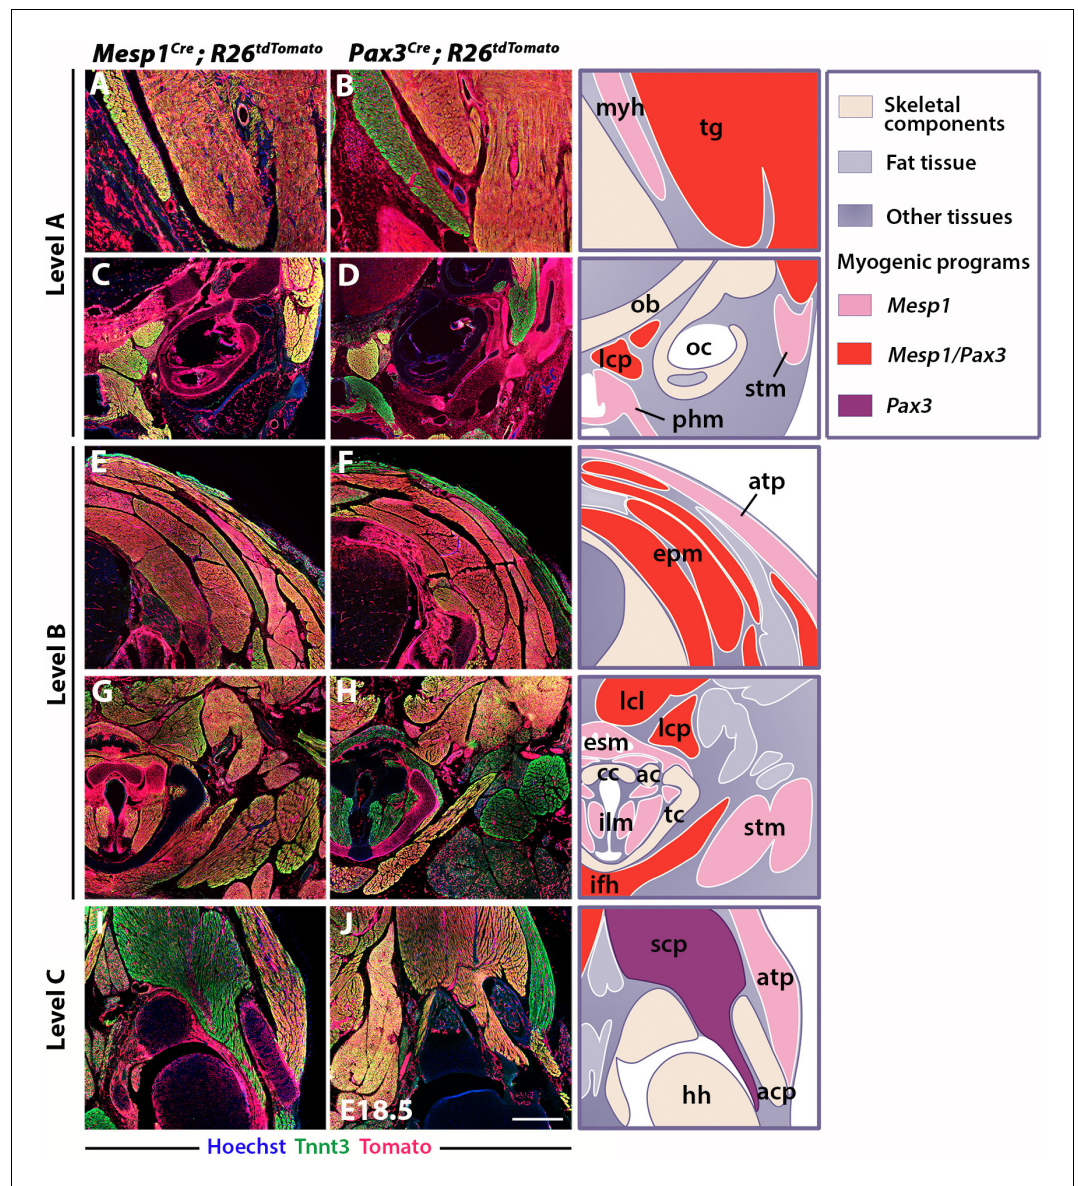 Mesp1Cre ; R26tdTomato
Pax3Cre ; R26tdTomato
Level A
A
B
myh
tg
C
D
ob
lcp
oc
stm
phm
Skeletal
components
Fat tissue
Other tissues
Myogenic programs
Mesp1
Mesp1/Pax3
Pax3
Level B
E
F
atp
epm
G
H
lcl
lcp
esm
cc
ac
tc
ilm
stm
ifh
Level C
I
J
E18.5
scp
atp
hh
acp
Hoechst Tnnt3 Tomato